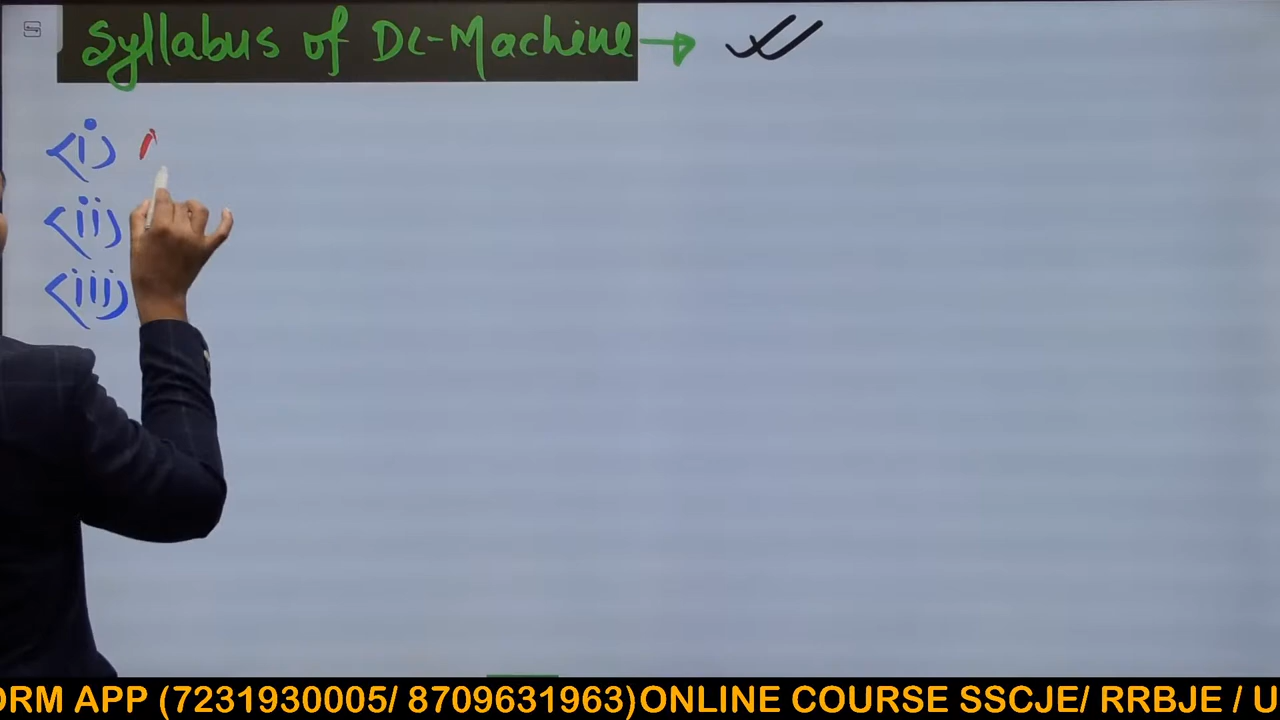 Syllabus of DC-Machine →
(i)
(ii)
(iii)
ORM APP (7231930005/ 8709631963)ONLINE COURSE SSCJE/ RRBJE / U